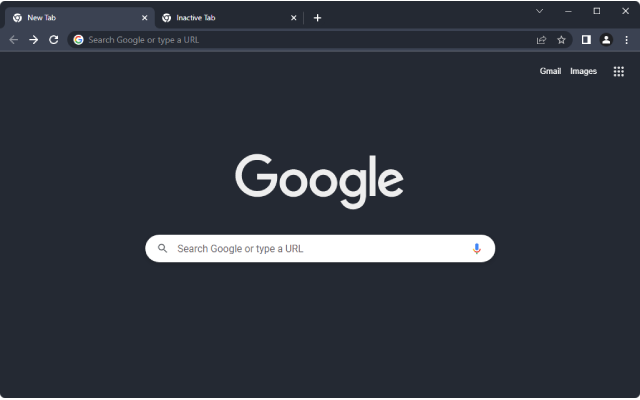 New Tab
Inactive Tab
Search Google or type a URL
Gmail
Images
Google
Search Google or type a URL